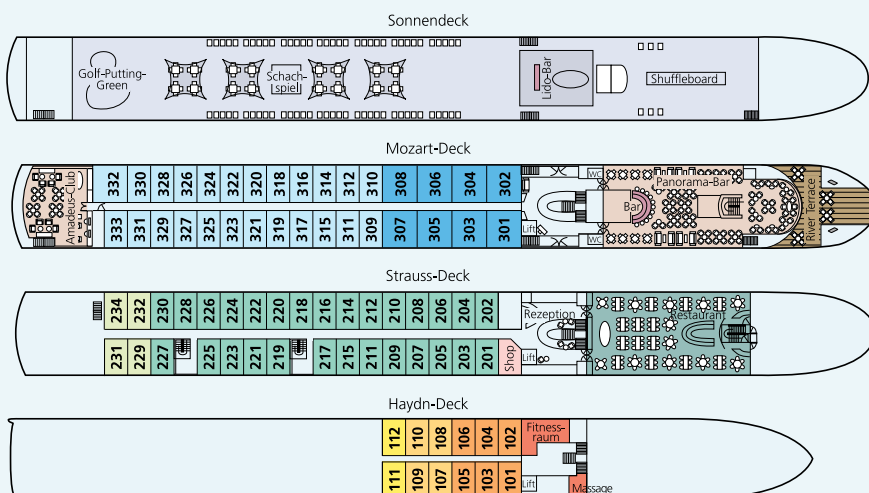 Sonnendeck
Golf-Putting-
Green
Schach-
spiel
Lido-Bar
Shuffleboard
Mozart-Deck
Amadeus-Club
332 330 328 326 324 322 320 318 316 314 312 310 308 306 304 302
WC
Panorama-Bar
Bar
River Terrace
333 331 329 327 325 323 321 319 317 315 311 309 307 305 303 301
Lift
WC
Strauss-Deck
234 232 230 228 226 224 222 220 218 216 214 212 210 208 206 204 202
Rezeption
Restaurant
231 229 227 225 223 221 219 217 215 211 209 207 205 203 201
Shop
Lift
Haydn-Deck
112 110 108 106 104 102
Fitness-
raum
111 109 107 105 103 101
Lift
Massage